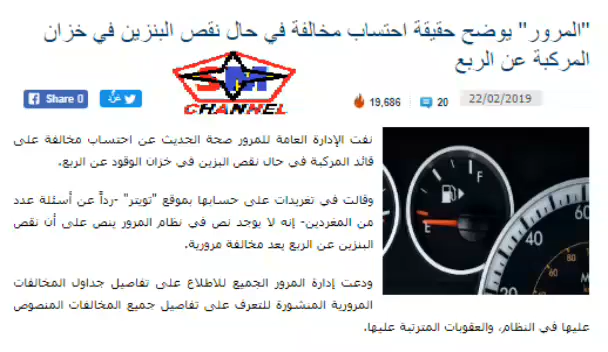 "المرور" يوضح حقيقة احتساب مخالفة في حال نقص البنزين في خزان
المركبة عن الربع
SM
CHANNEL
Share 0
غرّد
19,686
20
22/02/2019
نفت الإدارة العامة للمرور صحة الحديث عن احتساب مخالفة على
قائد المركبة في حال نقص البزين في خزان الوقود عن الربع.
وقالت في تغريدات على حسابها بموقع "تويتر" -رداً عن أسئلة عدد
من المغردين- إنه لا يوجد نص في نظام المرور ينص على أن نقص
البنزين عن الربع يعد مخالفة مرورية.
ودعت إدارة المرور الجميع للاطلاع على تفاصيل جداول المخالفات
المرورية المنشورة للتعرف على تفاصيل جميع المخالفات المنصوص
عليها في النظام، والعقوبات المترتبة عليها.
F
E
20
40
60